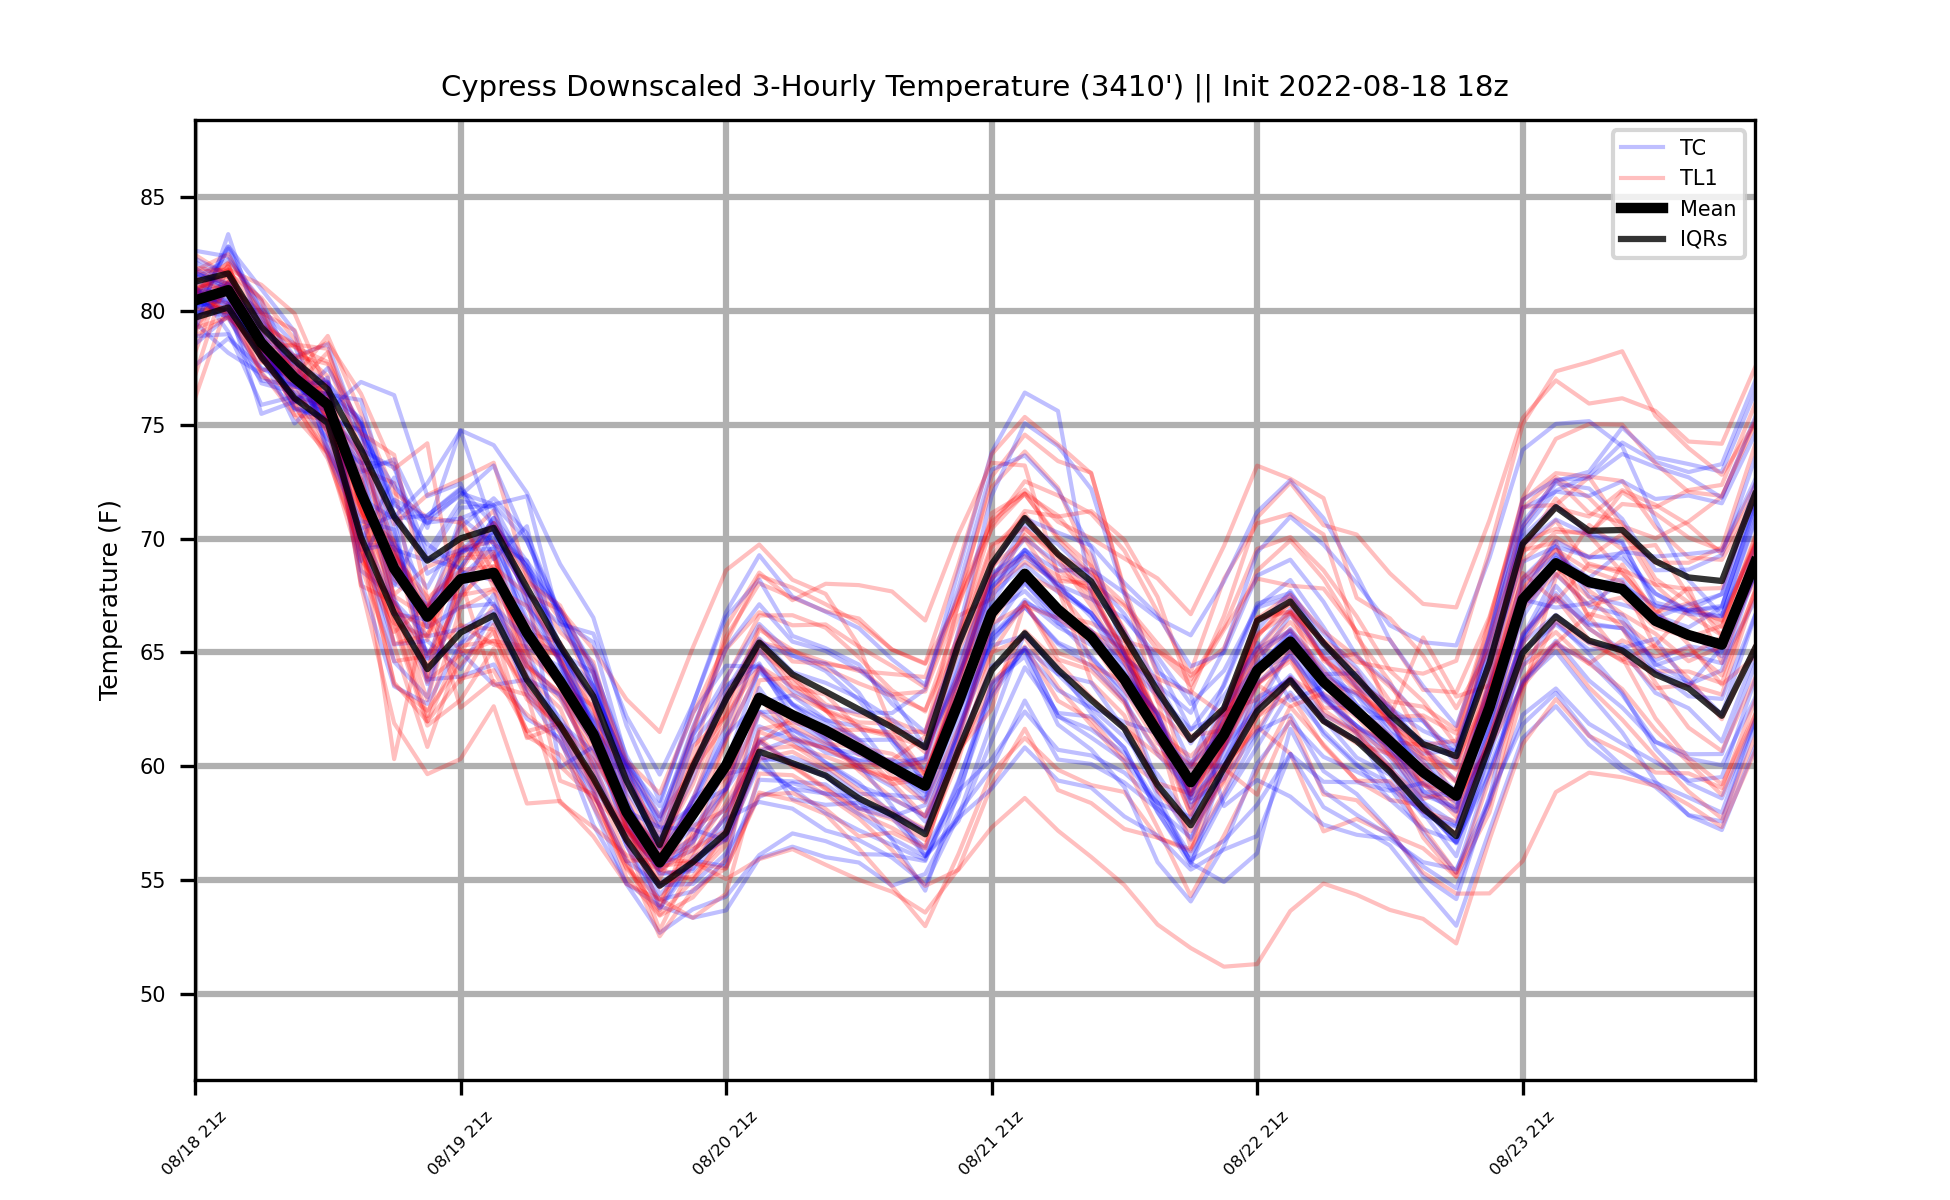 Cypress Downscaled 3-Hourly Temperature (3410') || Init 2022-08-18 18z
TC
TL1
Mean
IQRs
Temperature (F)
85
80
75
70
65
60
55
50
08/18 21z
08/19 21z
08/20 21z
08/21 21z
08/22 21z
08/23 21z